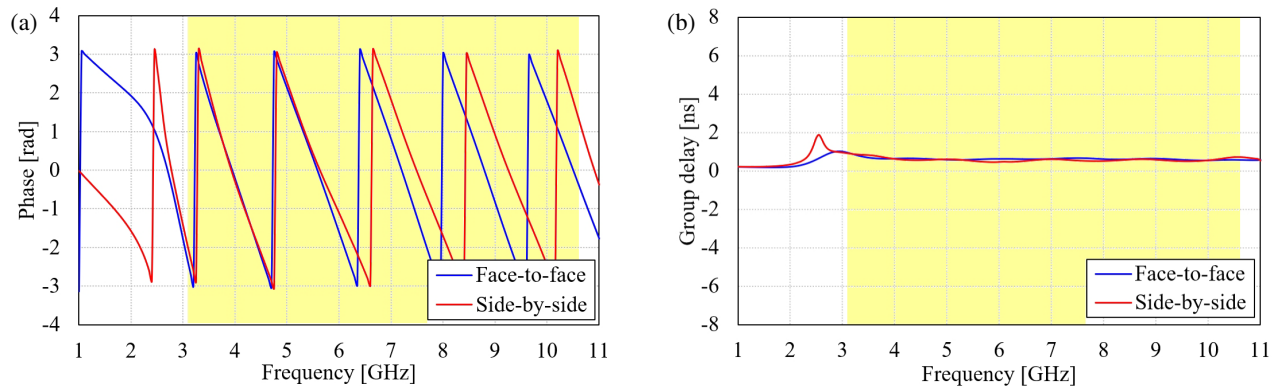 (a)
Phase [rad]
4
3
2
1
0
-1
-2
-3
-4
Face-to-face
Side-by-side
1 2 3 4 5 6 7 8 9 10 11
Frequency [GHz]
(b)
Group delay [ns]
8
6
4
2
0
-2
-4
-6
-8
Face-to-face
Side-by-side
1 2 3 4 5 6 7 8 9 10 11
Frequency [GHz]